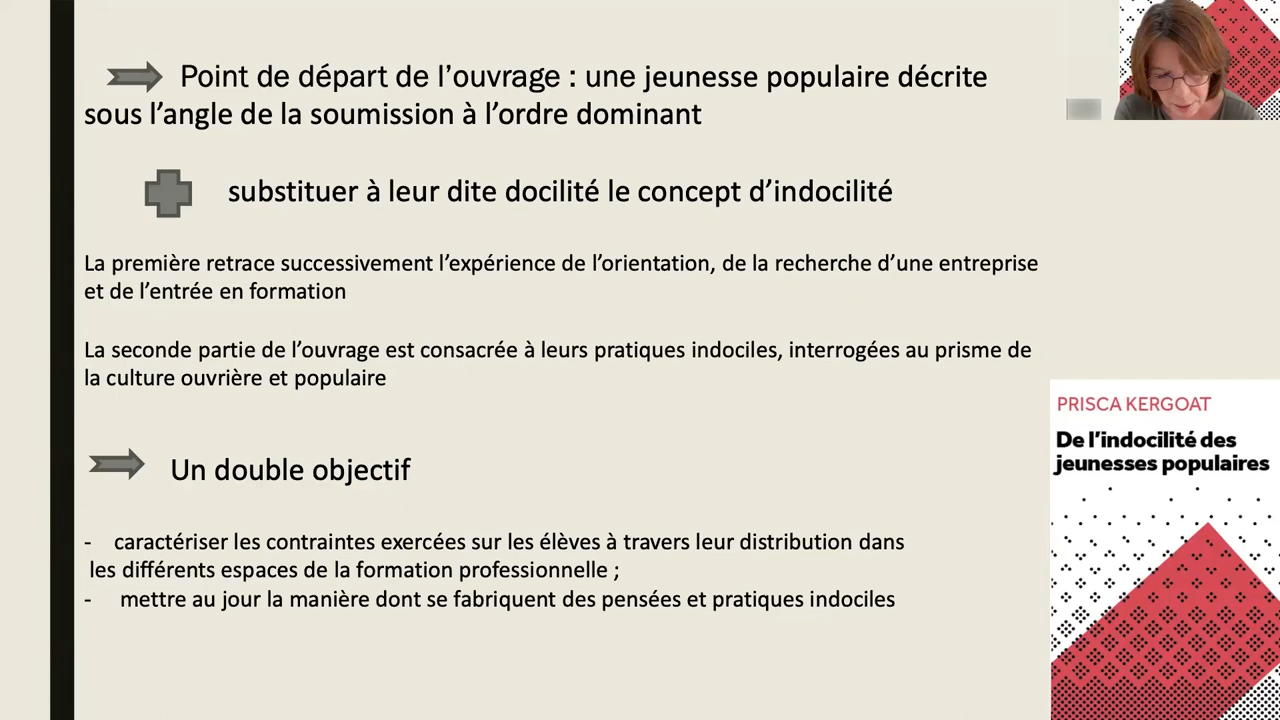 Point de départ de l’ouvrage : une jeunesse populaire décrite
sous l’angle de la soumission à l’ordre dominant
substituer à leur dite docilité le concept d’indocilité
La première retrace successivement l’expérience de l’orientation, de la recherche d’une entreprise
et de l’entrée en formation
La seconde partie de l’ouvrage est consacrée à leurs pratiques indociles, interrogées au prisme de
la culture ouvrière et populaire
Un double objectif
- caractériser les contraintes exercées sur les élèves à travers leur distribution dans
les différents espaces de la formation professionnelle ;
- mettre au jour la manière dont se fabriquent des pensées et pratiques indociles
PRISCA KERGOAT
De l’indocilité des
jeunesses populaires